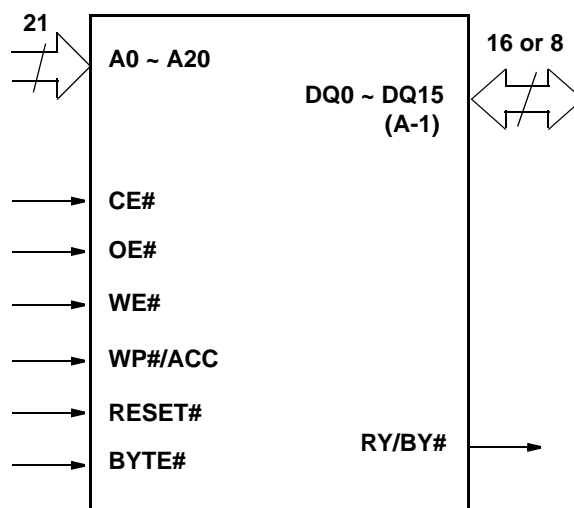 21
16 or 8
A0 ~ A20
DQ0 ~ DQ15
(A-1)
CE#
OE#
WE#
WP#/ACC
RESET#
RY/BY#
BYTE#